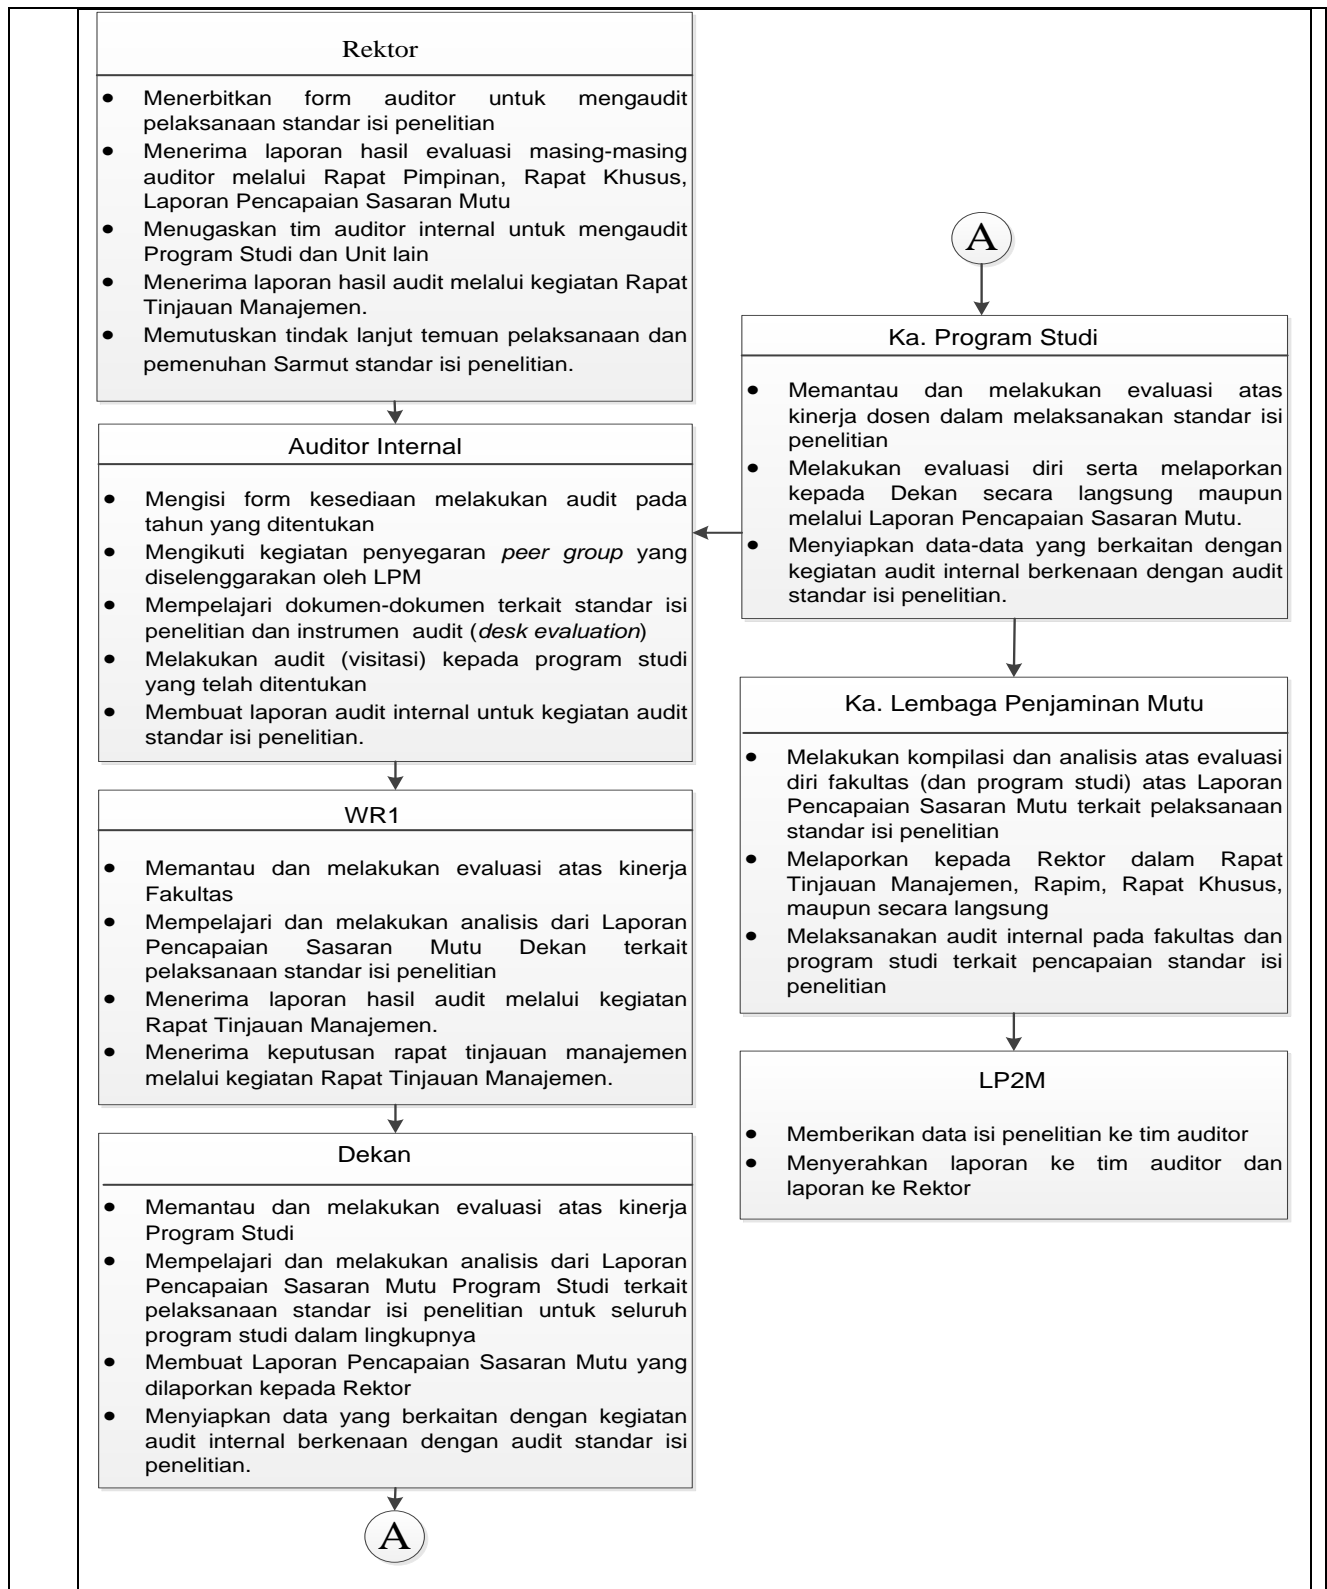 Rektor
• Menerbitkan form auditor untuk mengaudit
pelaksanaan standar isi penelitian
• Menerima laporan hasil evaluasi masing-masing
auditor melalui Rapat Pimpinan, Rapat Khusus,
Laporan Pencapaian Sasaran Mutu
• Menugaskan tim auditor internal untuk mengaudit
Program Studi dan Unit lain
• Menerima laporan hasil audit melalui kegiatan Rapat
Tinjauan Manajemen.
• Memutuskan tindak lanjut temuan pelaksanaan dan
pemenuhan Sarmut standar isi penelitian.
Auditor Internal
• Mengisi form kesediaan melakukan audit pada
tahun yang ditentukan
• Mengikuti kegiatan penyegaran peer group yang
diselenggarakan oleh LPM
• Mempelajari dokumen-dokumen terkait standar isi
penelitian dan instrumen audit (desk evaluation)
• Melakukan audit (visitasi) kepada program studi
yang telah ditentukan
• Membuat laporan audit internal untuk kegiatan audit
standar isi penelitian.
WR1
• Memantau dan melakukan evaluasi atas kinerja
Fakultas
• Mempelajari dan melakukan analisis dari Laporan
Pencapaian Sasaran Mutu Dekan terkait
pelaksanaan standar isi penelitian
• Menerima laporan hasil audit melalui kegiatan
Rapat Tinjauan Manajemen.
• Menerima keputusan rapat tinjauan manajemen
melalui kegiatan Rapat Tinjauan Manajemen.
Dekan
• Memantau dan melakukan evaluasi atas kinerja
Program Studi
• Mempelajari dan melakukan analisis dari Laporan
Pencapaian Sasaran Mutu Program Studi terkait
pelaksanaan standar isi penelitian untuk seluruh
program studi dalam lingkupnya
• Membuat Laporan Pencapaian Sasaran Mutu yang
dilaporkan kepada Rektor
• Menyiapkan data yang berkaitan dengan kegiatan
audit internal berkenaan dengan audit standar isi
penelitian.
A
A
Ka. Program Studi
• Memantau dan melakukan evaluasi atas
kinerja dosen dalam melaksanakan standar isi
penelitian
• Melakukan evaluasi diri serta melaporkan
kepada Dekan secara langsung maupun
melalui Laporan Pencapaian Sasaran Mutu.
• Menyiapkan data-data yang berkaitan dengan
kegiatan audit internal berkenaan dengan audit
standar isi penelitian.
Ka. Lembaga Penjaminan Mutu
• Melakukan kompilasi dan analisis atas evaluasi
diri fakultas (dan program studi) atas Laporan
Pencapaian Sasaran Mutu terkait pelaksanaan
standar isi penelitian
• Melaporkan kepada Rektor dalam Rapat
Tinjauan Manajemen, Rapim, Rapat Khusus,
maupun secara langsung
• Melaksanakan audit internal pada fakultas dan
program studi terkait pencapaian standar isi
penelitian
LP2M
• Memberikan data isi penelitian ke tim auditor
• Menyerahkan laporan ke tim auditor dan
laporan ke Rektor